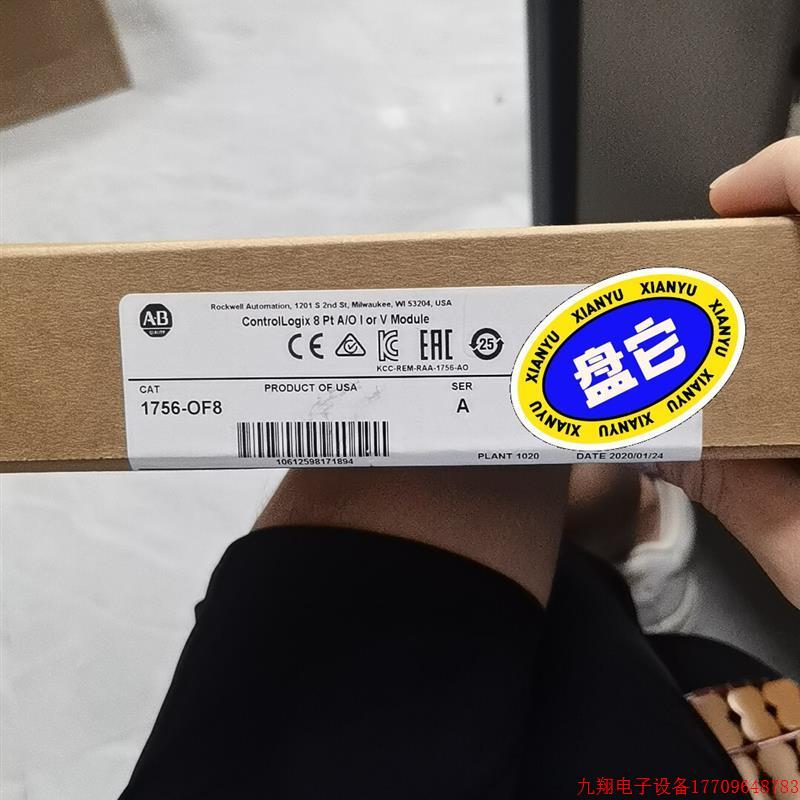 Rockwell Automation, 1201 S 2nd St, Milwaukee, WI 53204, USA
A-B
QUALITY
ControlLogix 8 Pt A/O I or V Module
CE EAC 25
KCC-REM-RAA-1756-AO
CAT PRODUCT OF USA SER
1756-OF8 A
10612598171894
PLANT 1020 DATE 2020/01/24
XIANYU XIANYU XIANYU XIANYU XIANYU XIANYU XIANYU
盘它
九翔电子设备17709648783